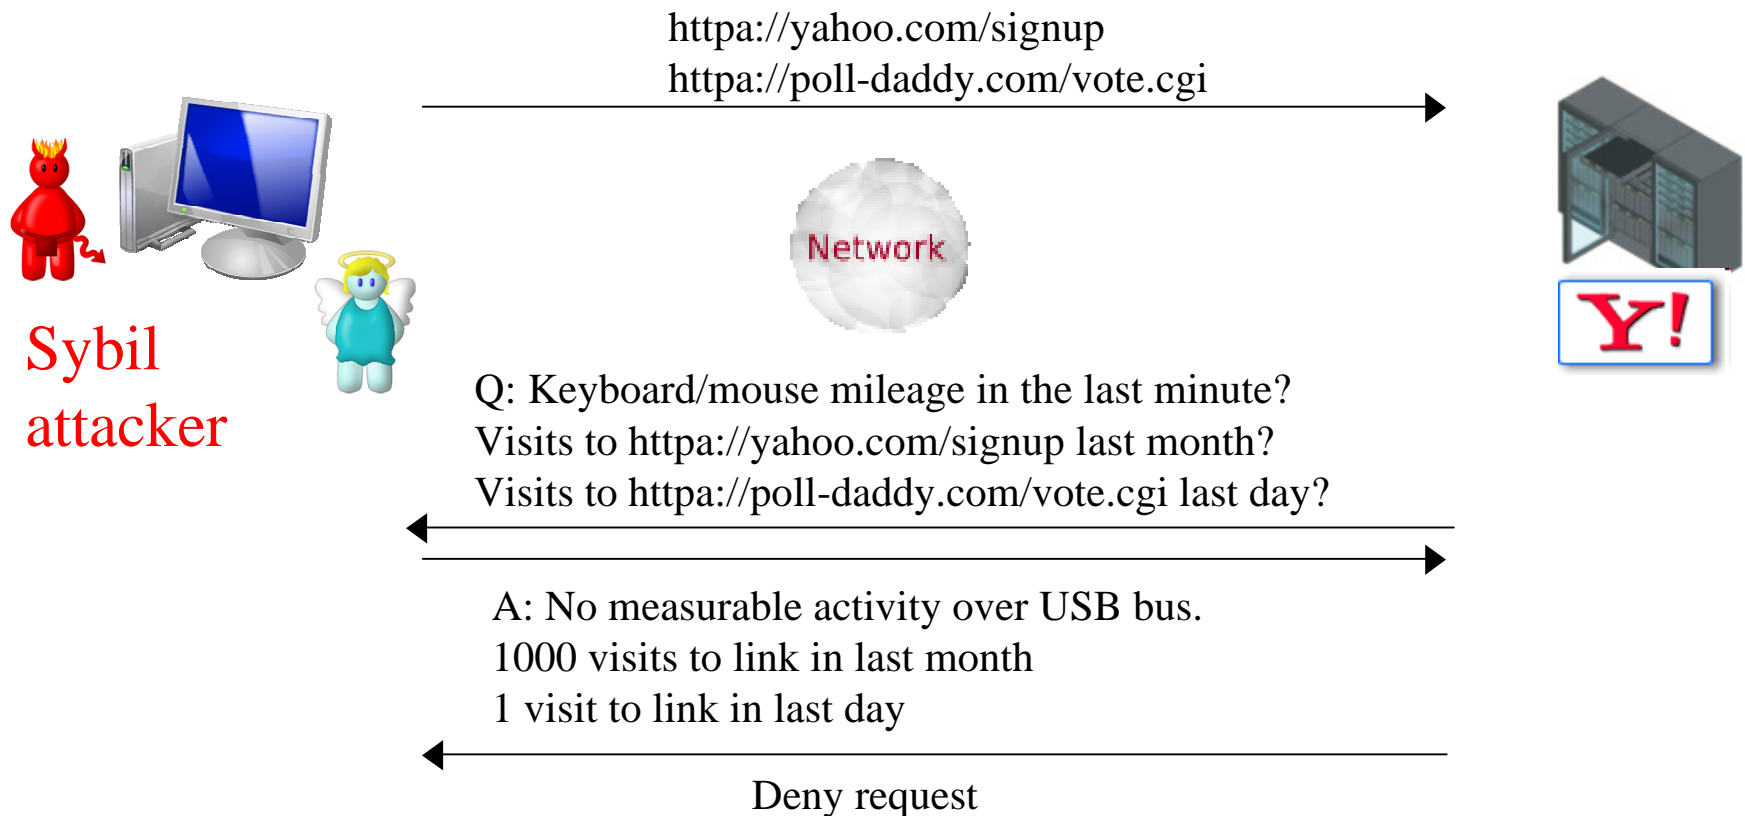 httpa://yahoo.com/signup
httpa://poll-daddy.com/vote.cgi
Network
Y!
Sybil
attacker
Q: Keyboard/mouse mileage in the last minute?
Visits to httpa://yahoo.com/signup last month?
Visits to httpa://poll-daddy.com/vote.cgi last day?
A: No measurable activity over USB bus.
1000 visits to link in last month
1 visit to link in last day
Deny request